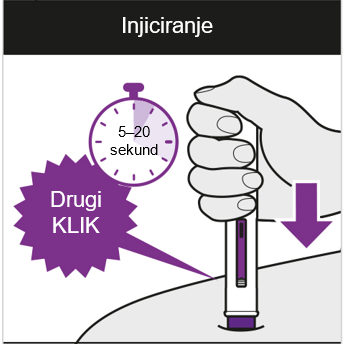 Injiciranje
5–20
sekund
Drugi
KLIK